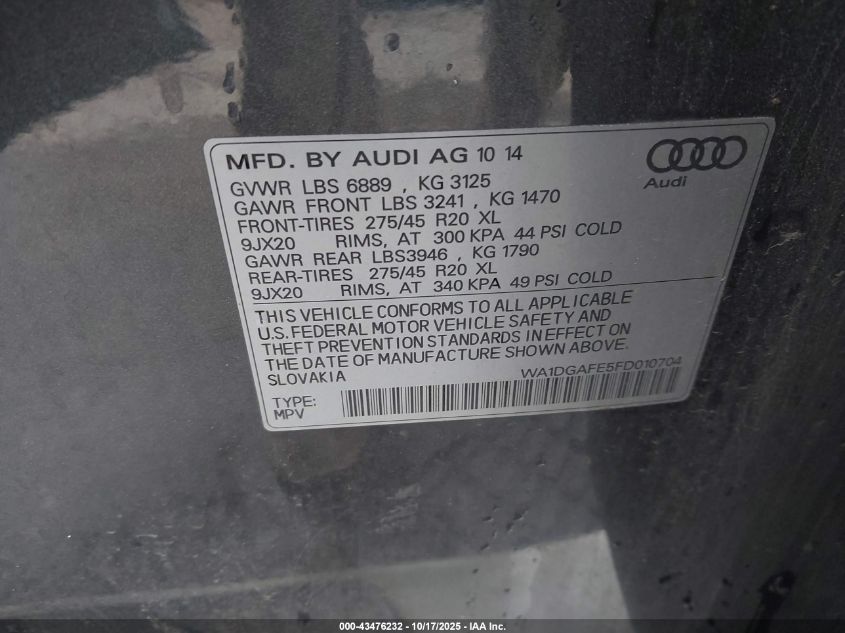 MFD. BY AUDI AG 10 14
Audi
GVWR LBS 6889 , KG 3125
GAWR FRONT LBS 3241 , KG 1470
FRONT-TIRES 275/45 R20 XL
9JX20 RIMS, AT 300 KPA 44 PSI COLD
GAWR REAR LBS3946 , KG 1790
REAR-TIRES 275/45 R20 XL
9JX20 RIMS, AT 340 KPA 49 PSI COLD
THIS VEHICLE CONFORMS TO ALL APPLICABLE
U.S. FEDERAL MOTOR VEHICLE SAFETY AND
THEFT PREVENTION STANDARDS IN EFFECT ON
THE DATE OF MANUFACTURE SHOWN ABOVE.
SLOVAKIA
WA1DGAFE5FD010704
TYPE:
MPV
000-43476232 - 10/17/2025 - IAA Inc.